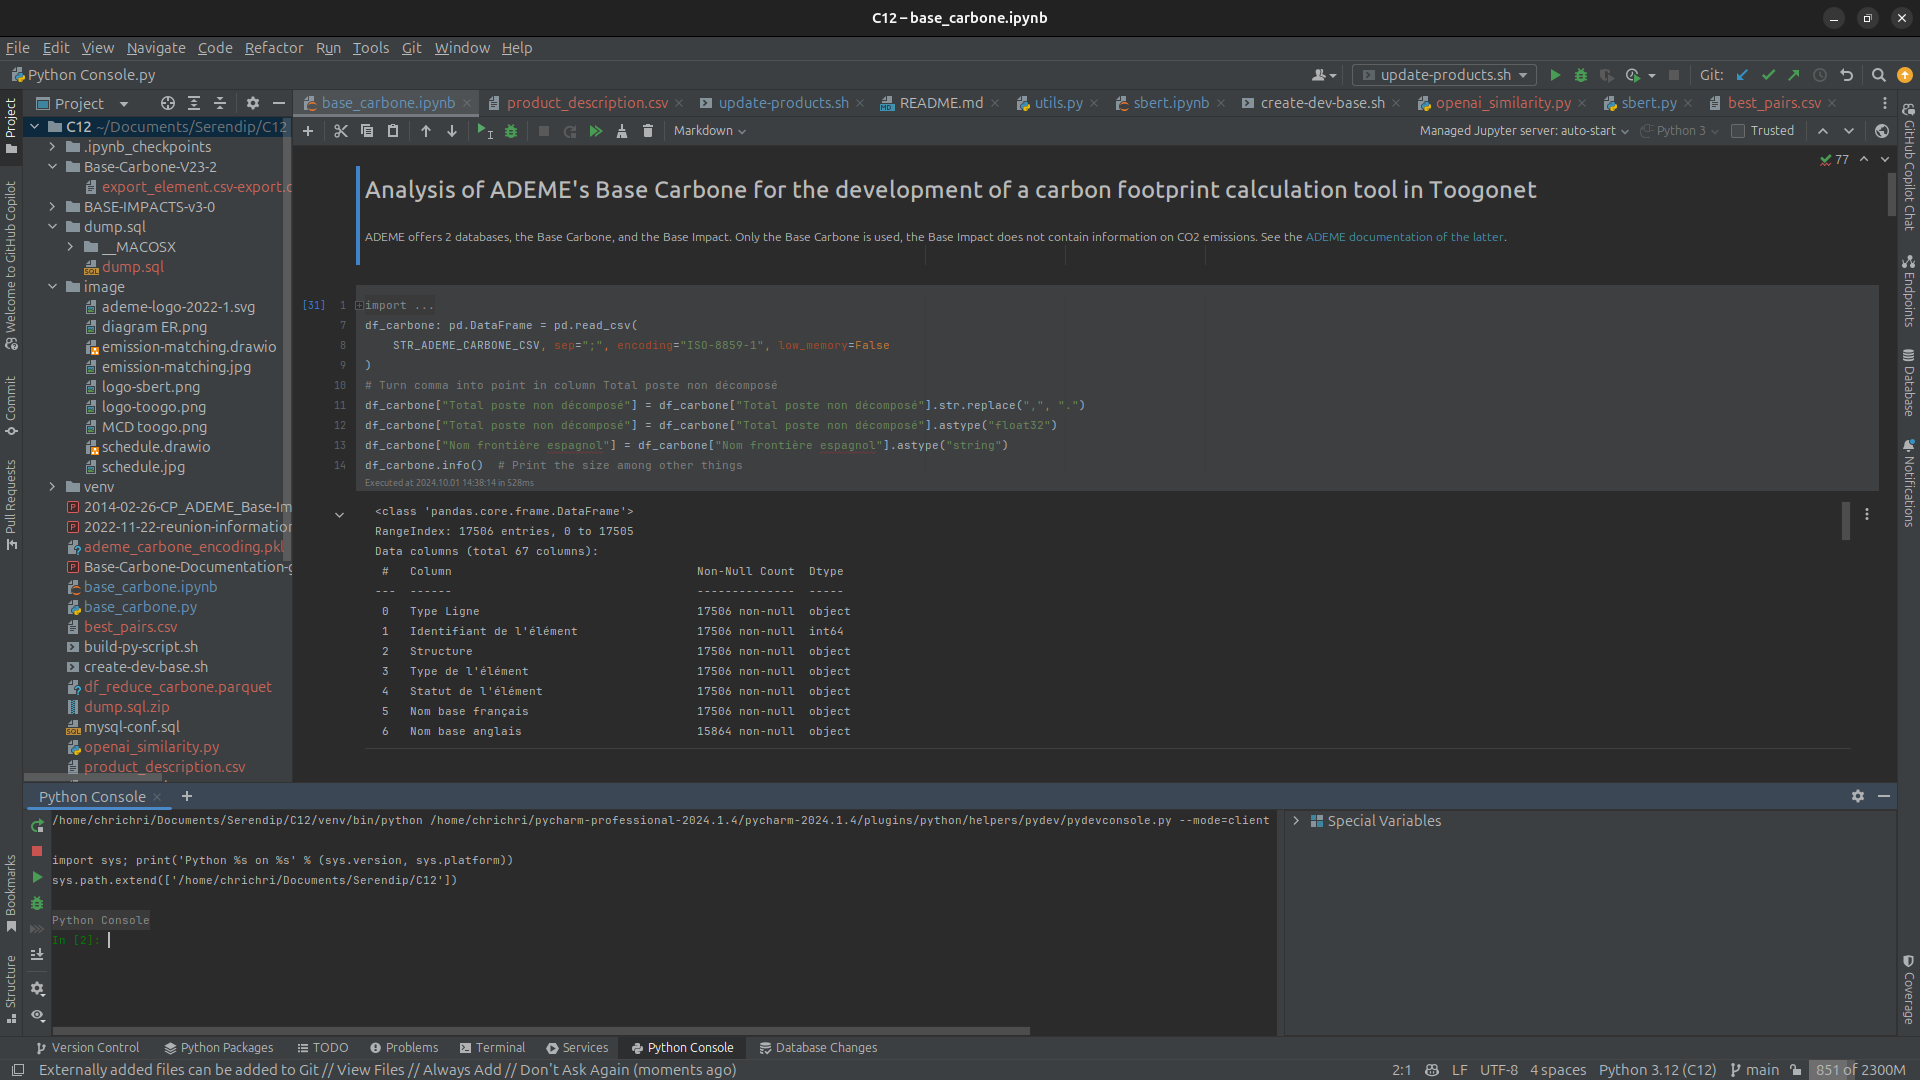 C12 – base_carbone.ipynb
File Edit View Navigate Code Refactor Run Tools Git Window Help
Python Console.py
update-products.sh
Git:
Project
base_carbone.ipynb
product_description.csv
update-products.sh
README.md
utils.py
sbert.ipynb
create-dev-base.sh
openai_similarity.py
sbert.py
best_pairs.csv
Markdown
Managed Jupyter server: auto-start
Python 3
Trusted
77
Project
Welcome to GitHub Copilot
Commit
Pull Requests
Bookmarks
Structure
C12 ~/Documents/Serendip/C12
.ipynb_checkpoints
Base-Carbone-V23-2
export_element.csv-export.c
BASE-IMPACTS-v3-0
dump.sql
__MACOSX
dump.sql
image
ademe-logo-2022-1.svg
diagram ER.png
emission-matching.drawio
emission-matching.jpg
logo-sbert.png
logo-toogo.png
MCD toogo.png
schedule.drawio
schedule.jpg
venv
2014-02-26-CP_ADEME_Base-Im
2022-11-22-reunion-information
ademe_carbone_encoding.pkl
Base-Carbone-Documentation-g
base_carbone.ipynb
base_carbone.py
best_pairs.csv
build-py-script.sh
create-dev-base.sh
df_reduce_carbone.parquet
dump.sql.zip
mysql-conf.sql
openai_similarity.py
product_description.csv
Analysis of ADEME's Base Carbone for the development of a carbon footprint calculation tool in Toogonet
ADEME offers 2 databases, the Base Carbone, and the Base Impact. Only the Base Carbone is used, the Base Impact does not contain information on CO2 emissions. See the ADEME documentation of the latter.
[31] 1 import ...
7 df_carbone: pd.DataFrame = pd.read_csv(
8 STR_ADEME_CARBONE_CSV, sep=";", encoding="ISO-8859-1", low_memory=False
9 )
10 # Turn comma into point in column Total poste non décomposé
11 df_carbone["Total poste non décomposé"] = df_carbone["Total poste non décomposé"].str.replace(",", ".")
12 df_carbone["Total poste non décomposé"] = df_carbone["Total poste non décomposé"].astype("float32")
13 df_carbone["Nom frontière espagnol"] = df_carbone["Nom frontière espagnol"].astype("string")
14 df_carbone.info()  # Print the size among other things
Executed at 2024.10.01 14:38:14 in 528ms
<class 'pandas.core.frame.DataFrame'>
RangeIndex: 17506 entries, 0 to 17505
Data columns (total 67 columns):
# Column Non-Null Count Dtype
--- ------ -------------- -----
0 Type Ligne 17506 non-null object
1 Identifiant de l'élément 17506 non-null int64
2 Structure 17506 non-null object
3 Type de l'élément 17506 non-null object
4 Statut de l'élément 17506 non-null object
5 Nom base français 17506 non-null object
6 Nom base anglais 15864 non-null object
GitHub Copilot Chat
Endpoints
Database
Notifications
Coverage
Python Console
/home/chrichri/Documents/Serendip/C12/venv/bin/python /home/chrichri/pycharm-professional-2024.1.4/pycharm-2024.1.4/plugins/python/helpers/pydev/pydevconsole.py --mode=client
import sys; print('Python %s on %s' % (sys.version, sys.platform))
sys.path.extend(['/home/chrichri/Documents/Serendip/C12'])
Python Console
In [2]:
Special Variables
Version Control
Python Packages
TODO
Problems
Terminal
Services
Python Console
Database Changes
Externally added files can be added to Git // View Files // Always Add // Don't Ask Again (moments ago)
2:1 LF UTF-8 4 spaces Python 3.12 (C12) main 851 of 2300M